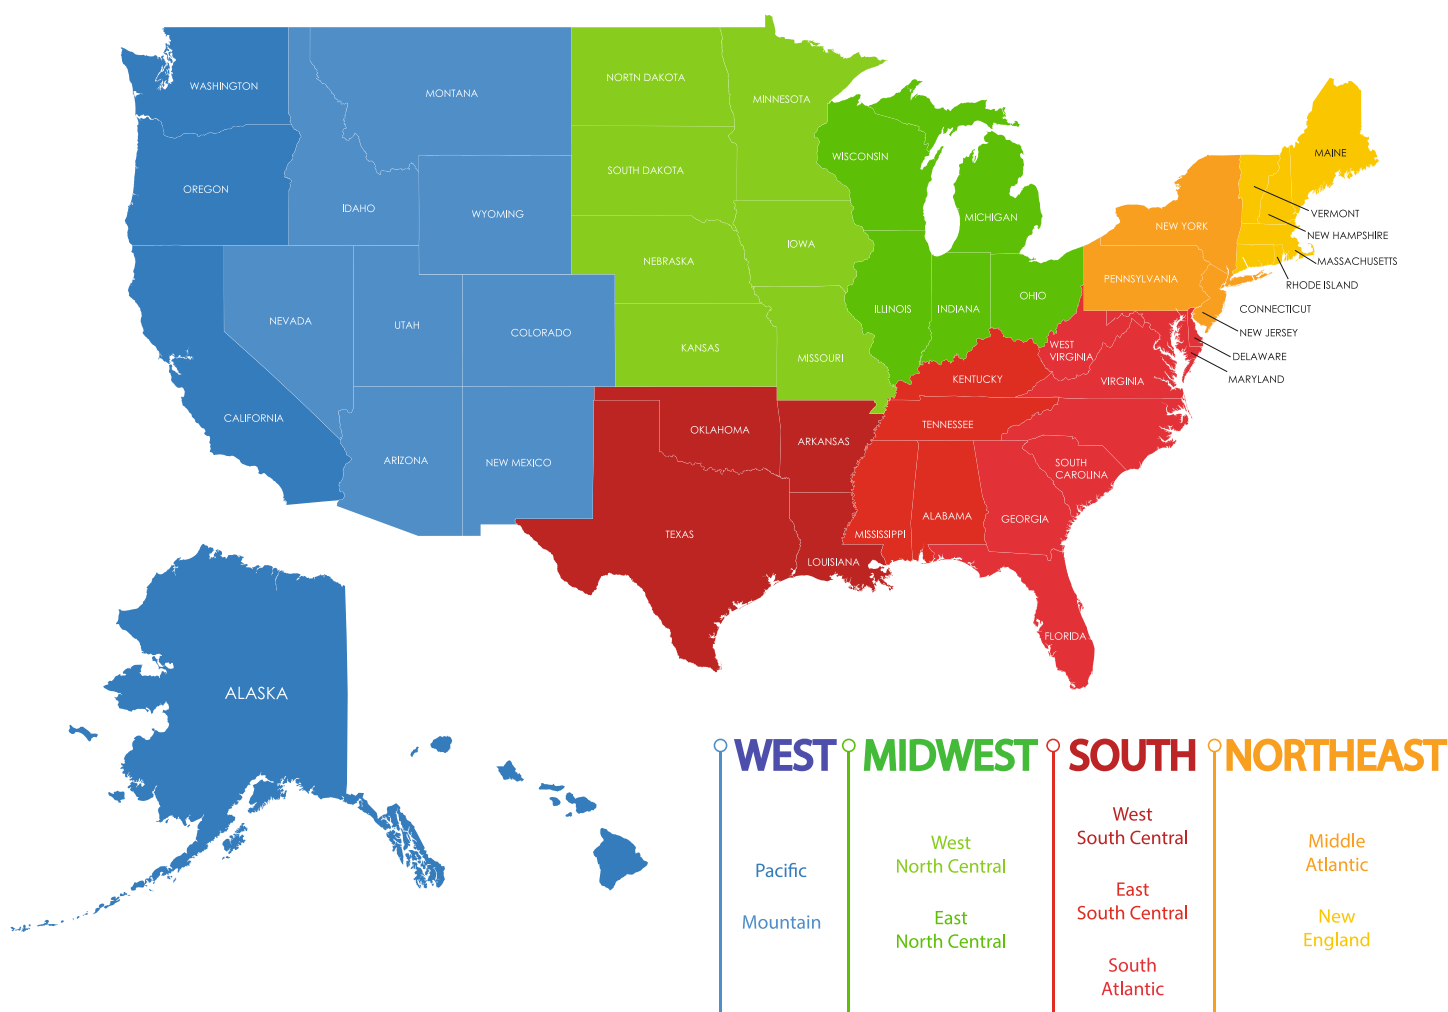 WASHINGTON
MONTANA
NORTN DAKOTA
MINNESOTA
OREGON
IDAHO
WYOMING
SOUTH DAKOTA
WISCONSIN
MICHIGAN
MAINE
VERMONT
NEW HAMPSHIRE
MASSACHUSETTS
RHODE ISLAND
CONNECTICUT
NEW JERSEY
DELAWARE
MARYLAND
NEW YORK
PENNSYLVANIA
IOWA
NEBRASKA
NEVADA
UTAH
COLORADO
KANSAS
MISSOURI
ILLINOIS
INDIANA
OHIO
WEST
VIRGINIA
VIRGINIA
KENTUCKY
CALIFORNIA
ARIZONA
NEW MEXICO
OKLAHOMA
ARKANSAS
TENNESSEE
SOUTH
CAROLINA
TEXAS
LOUISIANA
MISSISSIPPI
ALABAMA
GEORGIA
FLORIDA
ALASKA
WEST
Pacific
Mountain
MIDWEST
West
North Central
East
North Central
SOUTH
West
South Central
East
South Central
South
Atlantic
NORTHEAST
Middle
Atlantic
New
England